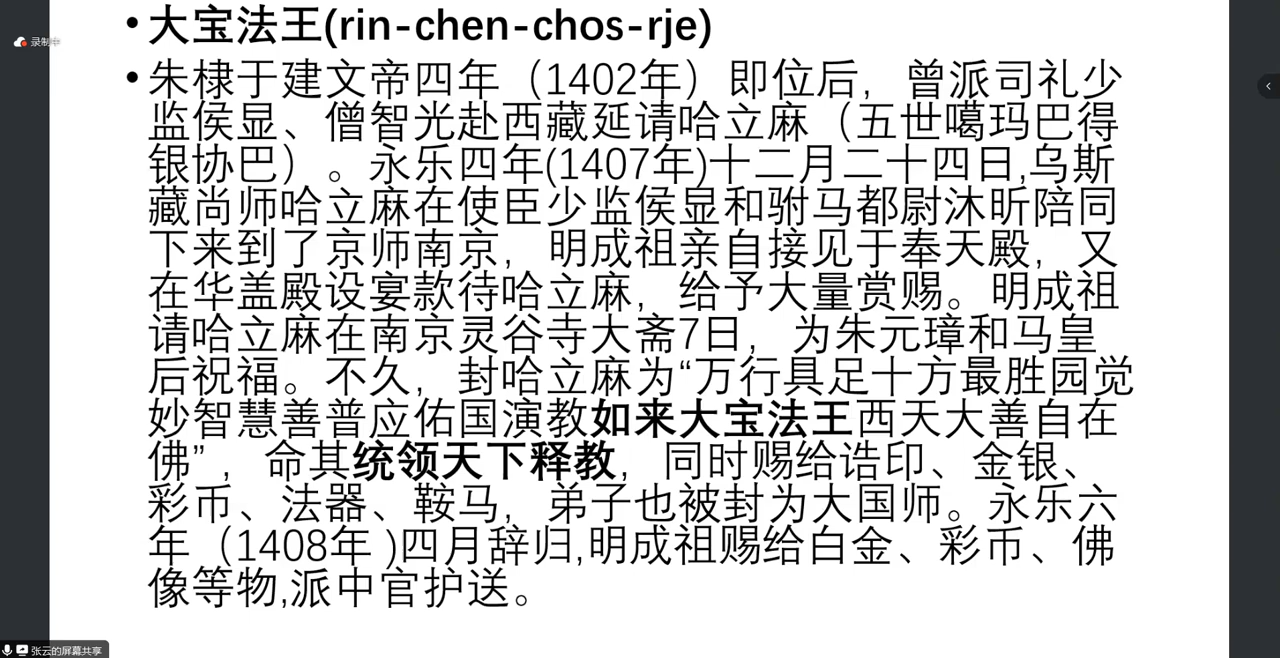 • 大宝法王(rin-chen-chos-rje)
录制中
• 朱棣于建文帝四年（1402年）即位后，曾派司礼少
监侯显、僧智光赴西藏延请哈立麻（五世噶玛巴得
银协巴）。永乐四年(1407年)十二月二十四日,乌斯
藏尚师哈立麻在使臣少监侯显和驸马都尉沐昕陪同
下来到了京师南京，明成祖亲自接见于奉天殿，又
在华盖殿设宴款待哈立麻，给予大量赏赐。明成祖
请哈立麻在南京灵谷寺大斋7日，为朱元璋和马皇
后祝福。不久，封哈立麻为“万行具足十方最胜园觉
妙智慧善普应佑国演教如来大宝法王西天大善自在
佛”，命其统领天下释教，同时赐给诰印、金银、
彩币、法器、鞍马，弟子也被封为大国师。永乐六
年（1408年 )四月辞归,明成祖赐给白金、彩币、佛
像等物,派中官护送。
张云的屏幕共享